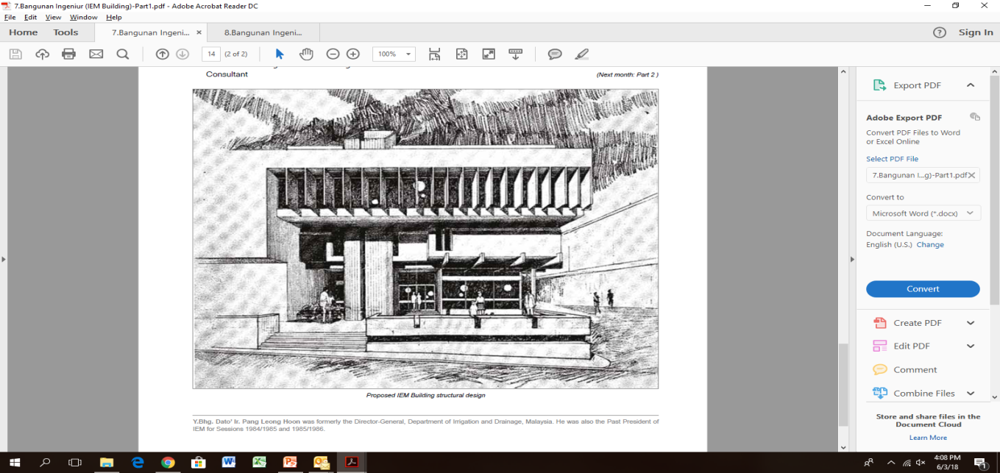 7.Bangunan Ingeniur (IEM Building)-Part1.pdf - Adobe Acrobat Reader DC
File Edit View Window Help
Home Tools 7.Bangunan Ingeni... × 8.Bangunan Ingeni... Sign In
14 (2 of 2) 100%
Consultant
(Next month: Part 2 )
Proposed IEM Building structural design
Y.Bhg. Dato' Ir. Pang Leong Hoon was formerly the Director-General, Department of Irrigation and Drainage, Malaysia. He was also the Past President of
IEM for Sessions 1984/1985 and 1985/1986.
Export PDF
Adobe Export PDF
Convert PDF Files to Word
or Excel Online
Select PDF File
7.Bangunan I...g)-Part1.pdf
Convert to
Microsoft Word (*.docx)
Document Language:
English (U.S.) Change
Convert
Create PDF
Edit PDF
Comment
Combine Files
Store and share files in the
Document Cloud
Learn More
4:08 PM
6/3/18
1